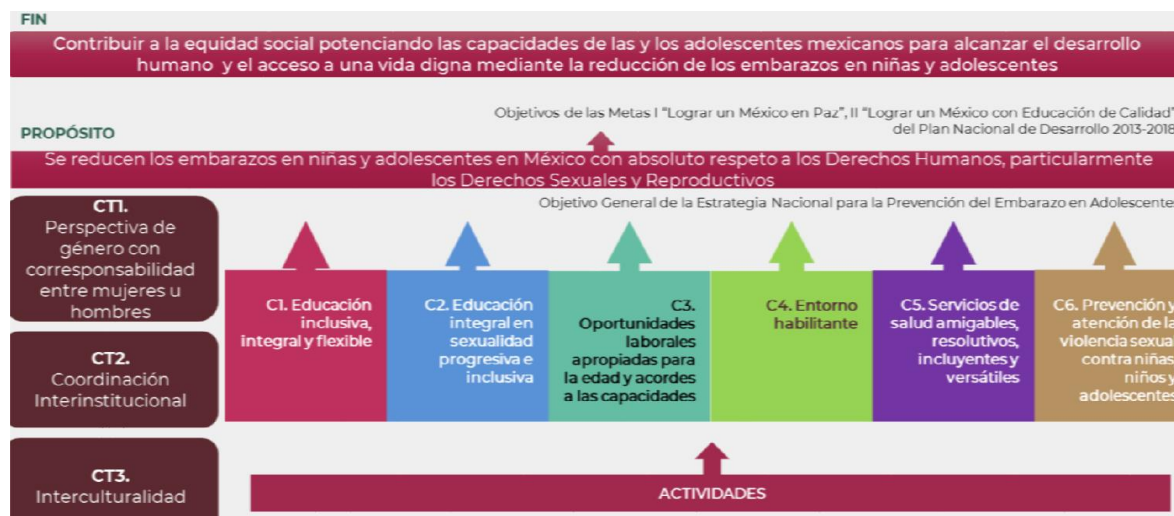 FIN
Contribuir a la equidad social potenciando las capacidades de las y los adolescentes mexicanos para alcanzar el desarrollo
humano y el acceso a una vida digna mediante la reducción de los embarazos en niñas y adolescentes
Objetivos de las Metas I "Lograr un México en Paz", II "Lograr un México con Educación de Calidad"
del Plan Nacional de Desarrollo 2013-2018
PROPÓSITO
Se reducen los embarazos en niñas y adolescentes en México con absoluto respeto a los Derechos Humanos, particularmente
los Derechos Sexuales y Reproductivos
Objetivo General de la Estrategia Nacional para la Prevención del Embarazo en Adolescente
CT1.
Perspectiva de
género con
corresponsabilidad
entre mujeres u
hombres
CT2.
Coordinación
Interinstitucional
CT3.
Interculturalidad
C1. Educación
inclusiva,
integral y flexible
C2. Educación
integral en
sexualidad
progresiva e
inclusiva
C3.
Oportunidades
laborales
apropiadas para
la edad y acordes
a las capacidades
C4. Entorno
habilitante
C5. Servicios de
salud amigables,
resolutivos,
incluyentes y
versátiles
C6. Prevención y
atención de la
violencia sexua
contra niñas
niños y
adolescentes
ACTIVIDADES